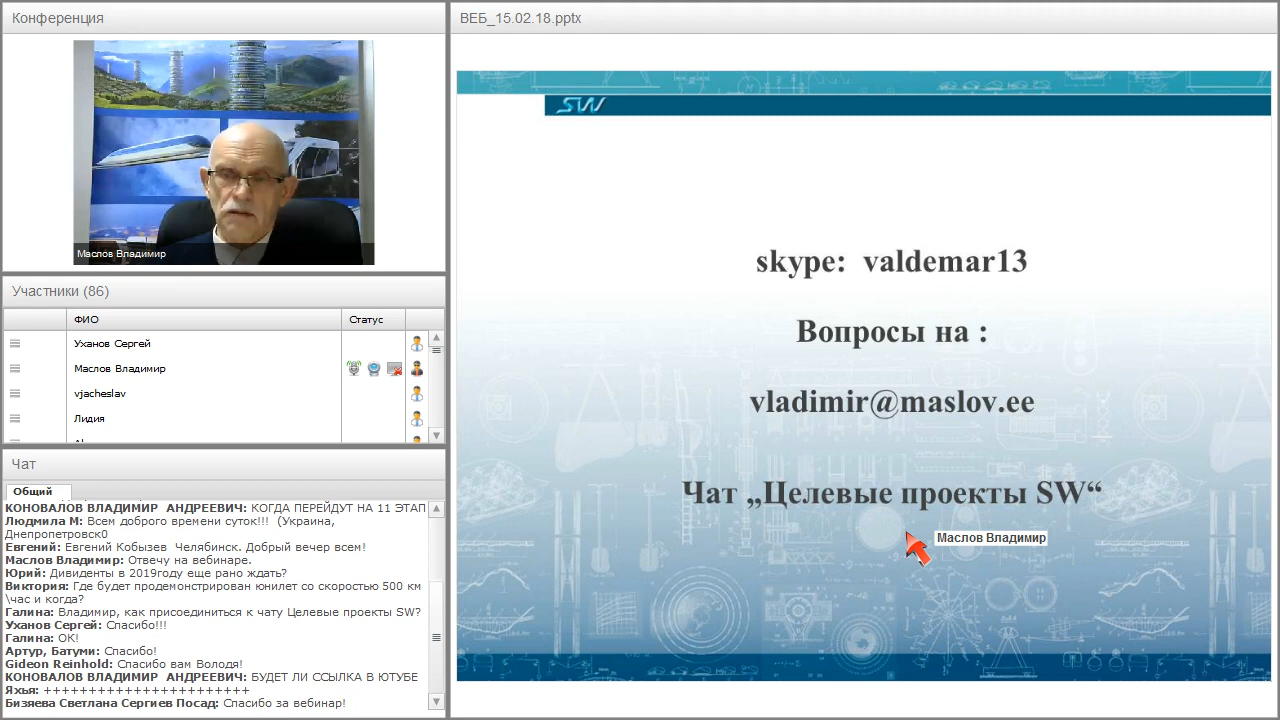 Конференция
Маслов Владимир
Участники (86)
ФИО
Статус
Уханов Сергей
Маслов Владимир
vjacheslav
Лидия
Чат
Общий
КОНОВАЛОВ ВЛАДИМИР АНДРЕЕВИЧ: КОГДА ПЕРЕЙДУТ НА 11 ЭТАП
Людмила М: Всем доброго времени суток!!! (Украина,
Днепропетровск0
Евгений: Евгений Кобызев Челябинск. Добрый вечер всем!
Маслов Владимир: Отвечу на вебинаре.
Юрий: Дивиденты в 2019году еще рано ждать?
Виктория: Где будет продемонстрирован юнилет со скоростью 500 км
\час и когда?
Галина: Владимир, как присоединиться к чату Целевые проекты SW?
Уханов Сергей: Спасибо!!!
Галина: ОК!
Артур, Батуми: Спасибо!
Gideon Reinhold: Спасибо вам Володя!
КОНОВАЛОВ ВЛАДИМИР АНДРЕЕВИЧ: БУДЕТ ЛИ ССЫЛКА В ЮТУБЕ
Яхья: +++++++++++++++++++++++
Бизяева Светлана Сергиев Посад: Спасибо за вебинар!
ВЕБ_15.02.18.pptx
SW
skype: valdemar13
Вопросы на :
vladimir@maslov.ee
Чат „Целевые проекты SW“
Маслов Владимир